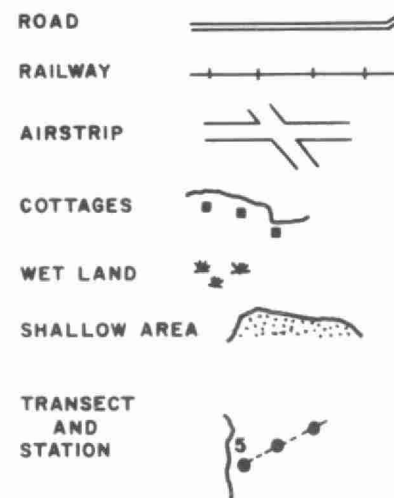 ROAD
RAILWAY
AIRSTRIP
COTTAGES
WET LAND
SHALLOW AREA
TRANSECT
AND
STATION
5